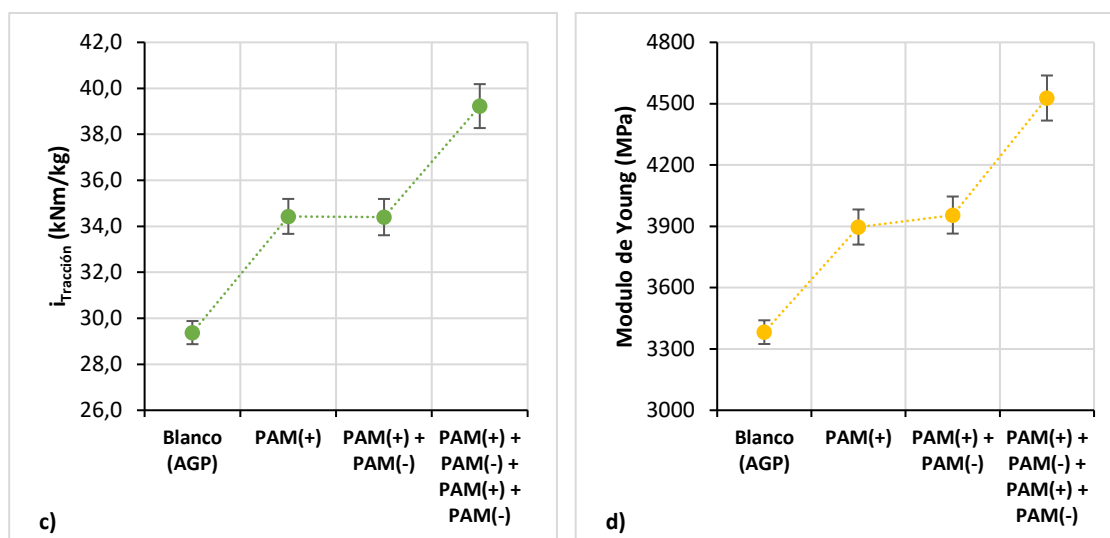 42,0
40,0
38,0
36,0
34,0
32,0
30,0
28,0
26,0
i Tracción (kNm/kg)
Blanco
(AGP)
PAM(+)
PAM(+) +
PAM(-)
PAM(+) +
PAM(-) +
PAM(+) +
PAM(-)
c)
4800
4500
4200
3900
3600
3300
3000
Modulo de Young (MPa)
Blanco
(AGP)
PAM(+)
PAM(+) +
PAM(-)
PAM(+) +
PAM(-) +
PAM(+) +
PAM(-)
d)